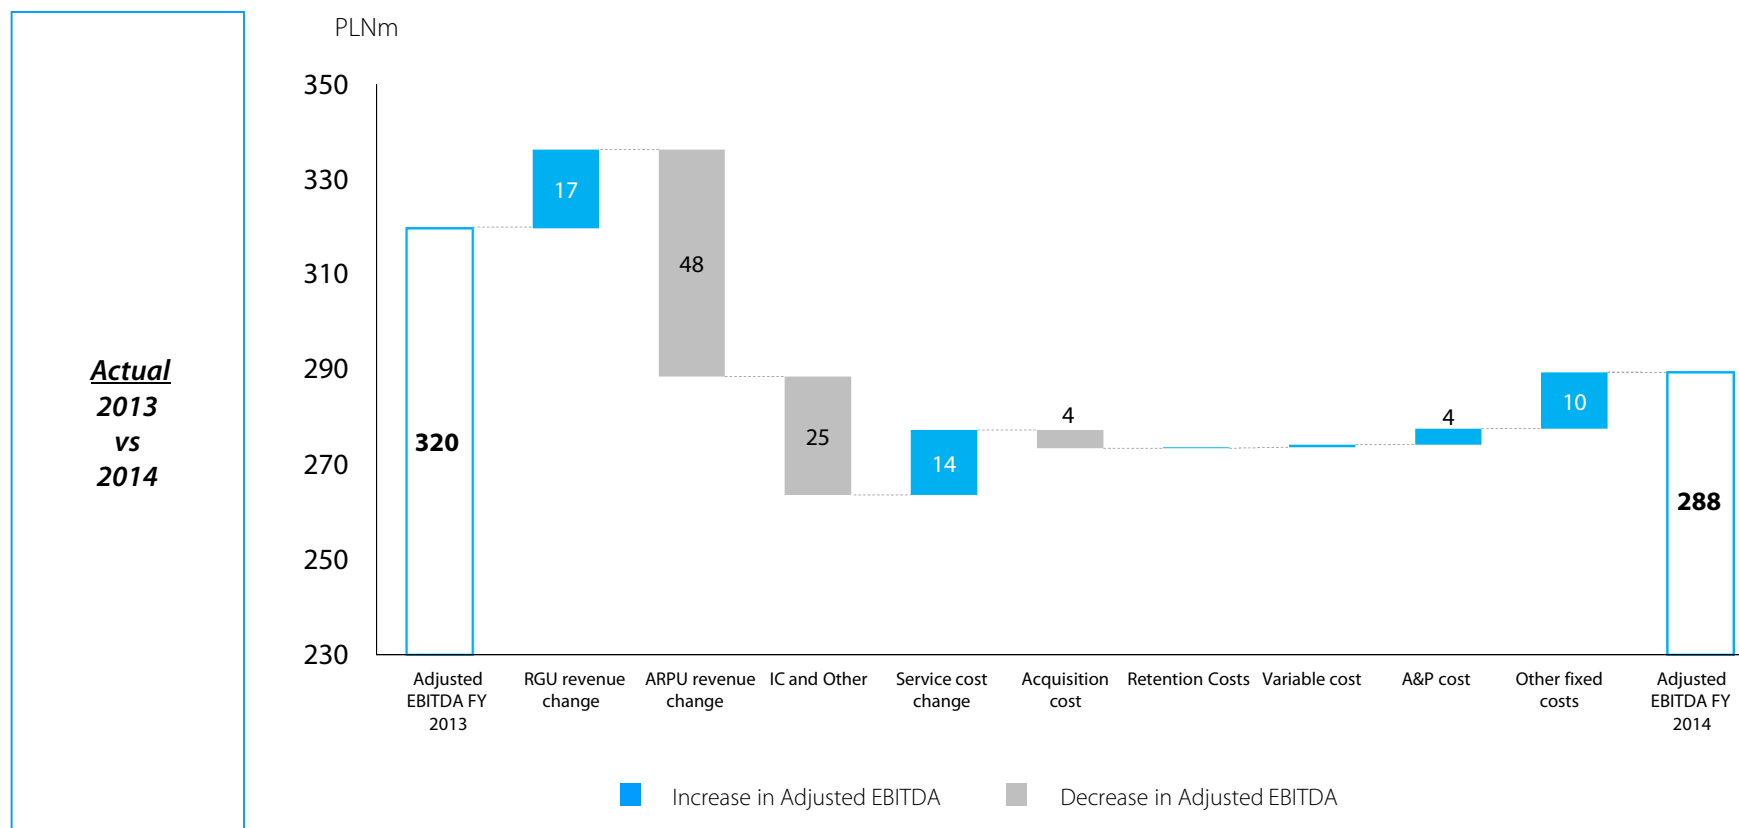 PLNm
Actual
2013
vs
2014
350
330
310
290
270
250
230
320
17
48
25
14
4
4
10
288
Adjusted
EBITDA FY
2013
RGU revenue
change
ARPU revenue
change
IC and Other
Service cost
change
Acquisition
cost
Retention Costs
Variable cost
A&P cost
Other fixed
costs
Adjusted
EBITDA FY
2014
Increase in Adjusted EBITDA
Decrease in Adjusted EBITDA